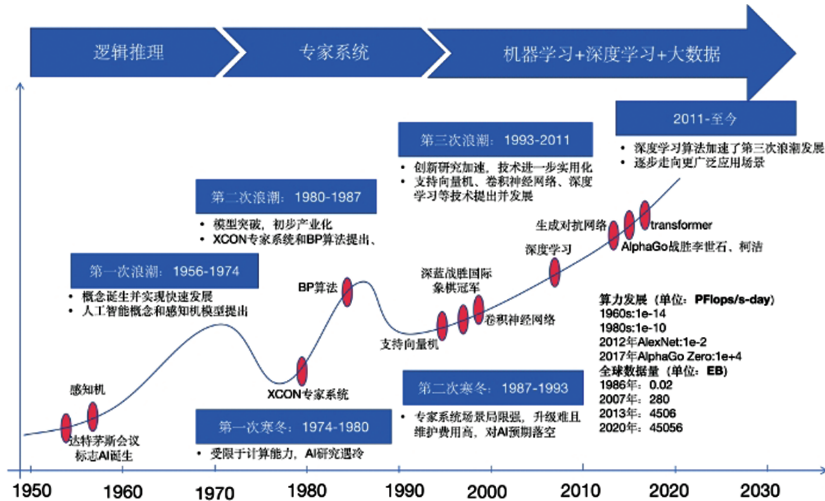 逻辑推理
专家系统
机器学习+深度学习+大数据
2011-至今
深度学习算法加速了第三次浪潮发展
逐步走向更广泛应用场景
第三次浪潮：1993-2011
创新研究加速，技术进一步实用化
支持向量机、卷积神经网络、深度
学习等技术提出并发展
第二次浪潮：1980-1987
模型突破，初步产业化
XCON专家系统和BP算法提出、
第一次浪潮：1956-1974
概念诞生并实现快速发展
人工智能概念和感知机模型提出
感知机
达特茅斯会议
标志AI诞生
XCON专家系统
BP算法
支持向量机
深蓝战胜国际
象棋冠军
卷积神经网络
深度学习
生成对抗网络
transformer
AlphaGo战胜李世石、柯洁
第一次寒冬：1974-1980
受限于计算能力，AI研究遇冷
第二次寒冬：1987-1993
专家系统场景局限强，升级难且
维护费用高，对AI预期落空
算力发展（单位：PFlops/s-day）
1960s:1e-14
1980s:1e-10
2012年AlexNet:1e-2
2017年AlphaGo Zero:1e+4
全球数据量（单位：EB）
1986年：0.02
2007年：280
2013年：4506
2020年：45056
1950 1960 1970 1980 1990 2000 2010 2020 2030